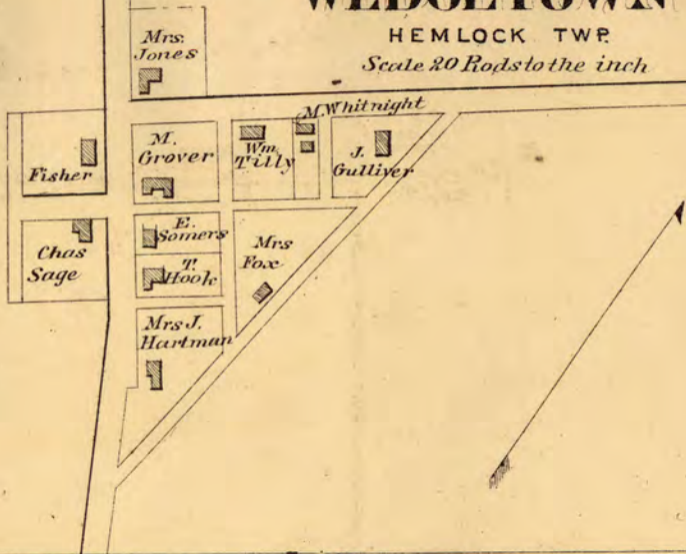 WEDGETOWN
HEMLOCK TWP.
Scale 20 Rods to the inch
Mrs.
Jones
M. Whitnight
M.
Grover
Wm.
Tilly
J.
Gulliver
Fisher
E.
Somers
Mrs
Fox
Chas
Sage
T.
Hook
Mrs J.
Hartman